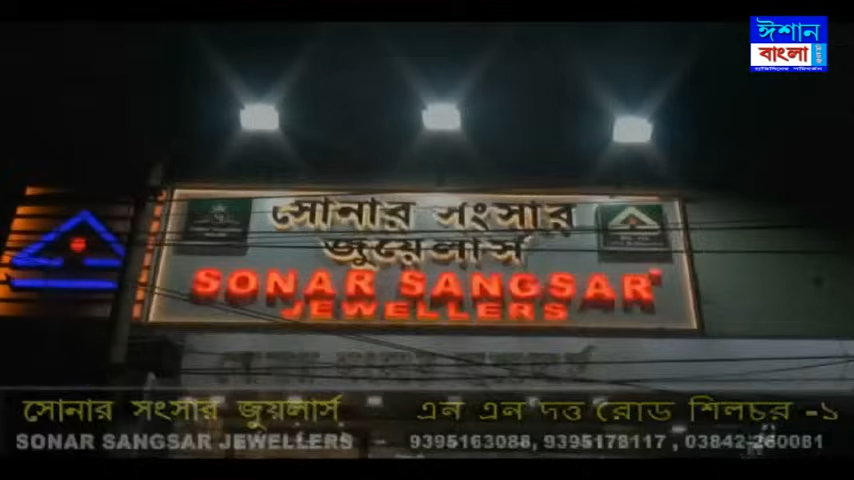 ঈশান
বাংলা
সোনার সংসার
জুয়েলার্স
SONAR SANGSAR
JEWELLERS
সোনার সংসার জুয়লার্স এন এন দত্ত রোড শিলচর -১
SONAR SANGSAR JEWELLERS - 9395163088, 9395178117 , 03842-260081